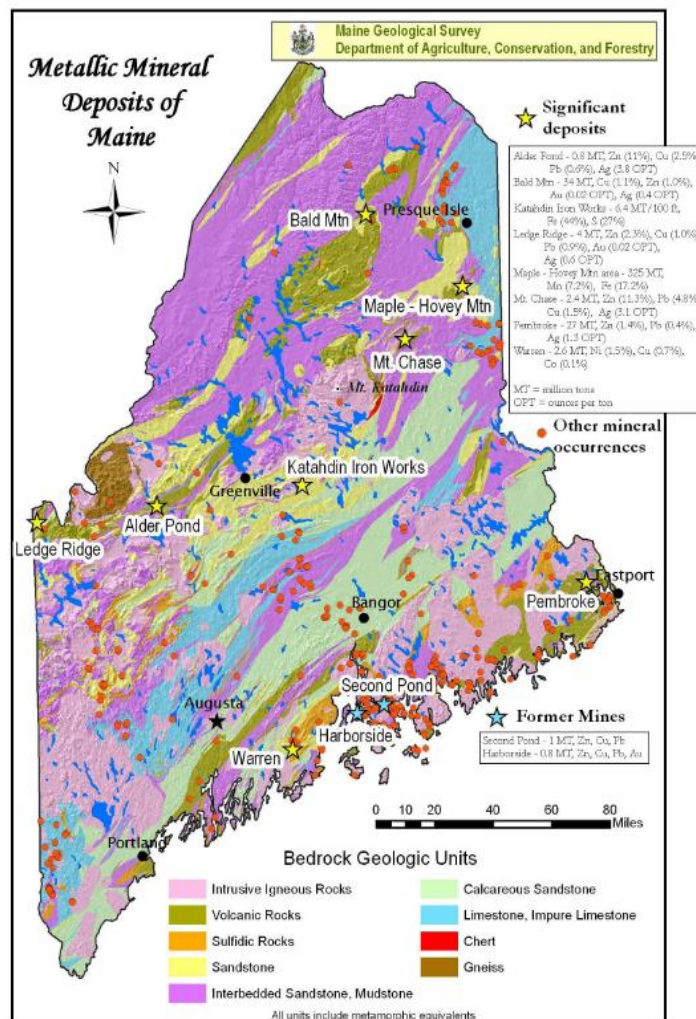 Maine Geological Survey
Department of Agriculture, Conservation, and Forestry
Metallic Mineral
Deposits of
Maine
N
Significant
deposits
Alder Pond - 0.8 MT, Zn (11%), Cu (2.5%)
Pb (0.6%), Ag (3.8 OPT)
Bald Mtn - 34 MT, Cu (1.1%), Zn (1.0%),
Au (0.02 OPT), Ag (0.4 OPT)
Katahdin Iron Works - 6.4 MT/100 ft,
Fe (44%), S (27%)
Ledge Ridge - 4 MT, Zn (2.3%), Cu (1.0%)
Pb (0.9%), Au (0.02 OPT),
Ag (0.6 OPT)
Maple - Hovey Mtn area - 325 MT,
Mn (7.2%), Fe (17.2%)
Mt. Chase - 2.4 MT, Zn (11.3%), Pb (4.8%
Cu (1.5%), Ag (3.1 OPT)
Pembroke - 27 MT, Zn (1.4%), Pb (0.4%),
Ag (1.3 OPT)
Warren - 2.6 MT, Ni (1.5%), Cu (0.7%)
Co (0.1%)
MT = million tons
OPT = ounces per ton
Other mineral
occurrences
Bald Mtn
Presque Isle
Maple - Hovey Mtn
Mt. Chase
Mt. Katahdin
Katahdin Iron Works
Greenville
Alder Pond
Ledge Ridge
Eastport
Pembroke
Bangor
Second Pond
Augusta
Harborside
Warren
Former Mines
Second Pond - 1 MT, Zn, Cu, Pb
Harborside - 0.8 MT, Zn, Cu, Pb, Au
Portland
0 10 20 40 60 80
Miles
Bedrock Geologic Units
Intrusive Igneous Rocks
Calcareous Sandstone
Volcanic Rocks
Limestone, Impure Limestone
Sulfidic Rocks
Chert
Sandstone
Gneiss
Interbedded Sandstone, Mudstone
All units include metamorphic equivalents